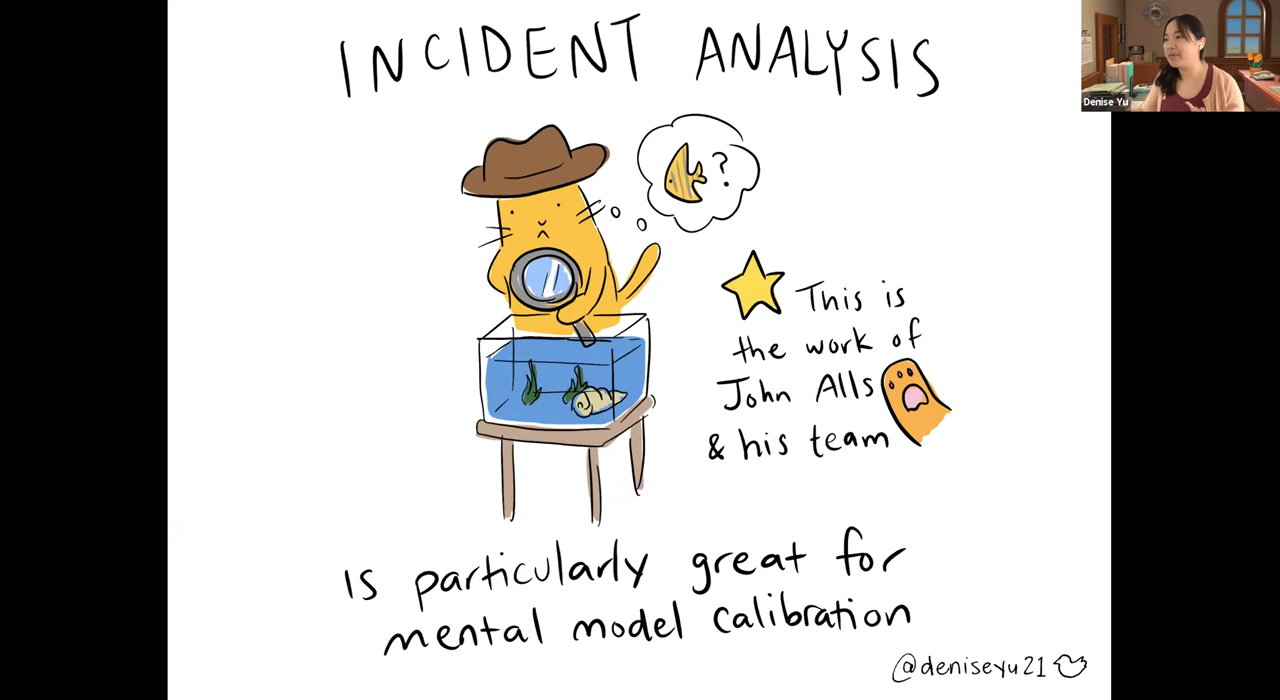 INCIDENT ANALYSIS
?
This is
the work of
John Alls
& his team
is particularly great for
mental model calibration
@deniseyu21
Denise Yu